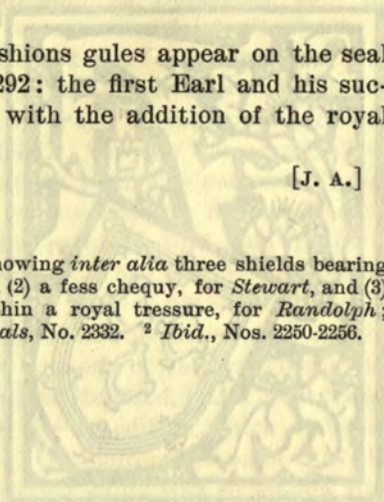 shions gules appear on the seal
292: the first Earl and his suc-
with the addition of the royal
[J. A.]
howing inter alia three shields bearing
(2) a fess chequy, for Stewart, and (3)
thin a royal tressure, for Randolph;
als, No. 2332. ² Ibid., Nos. 2250-2256.